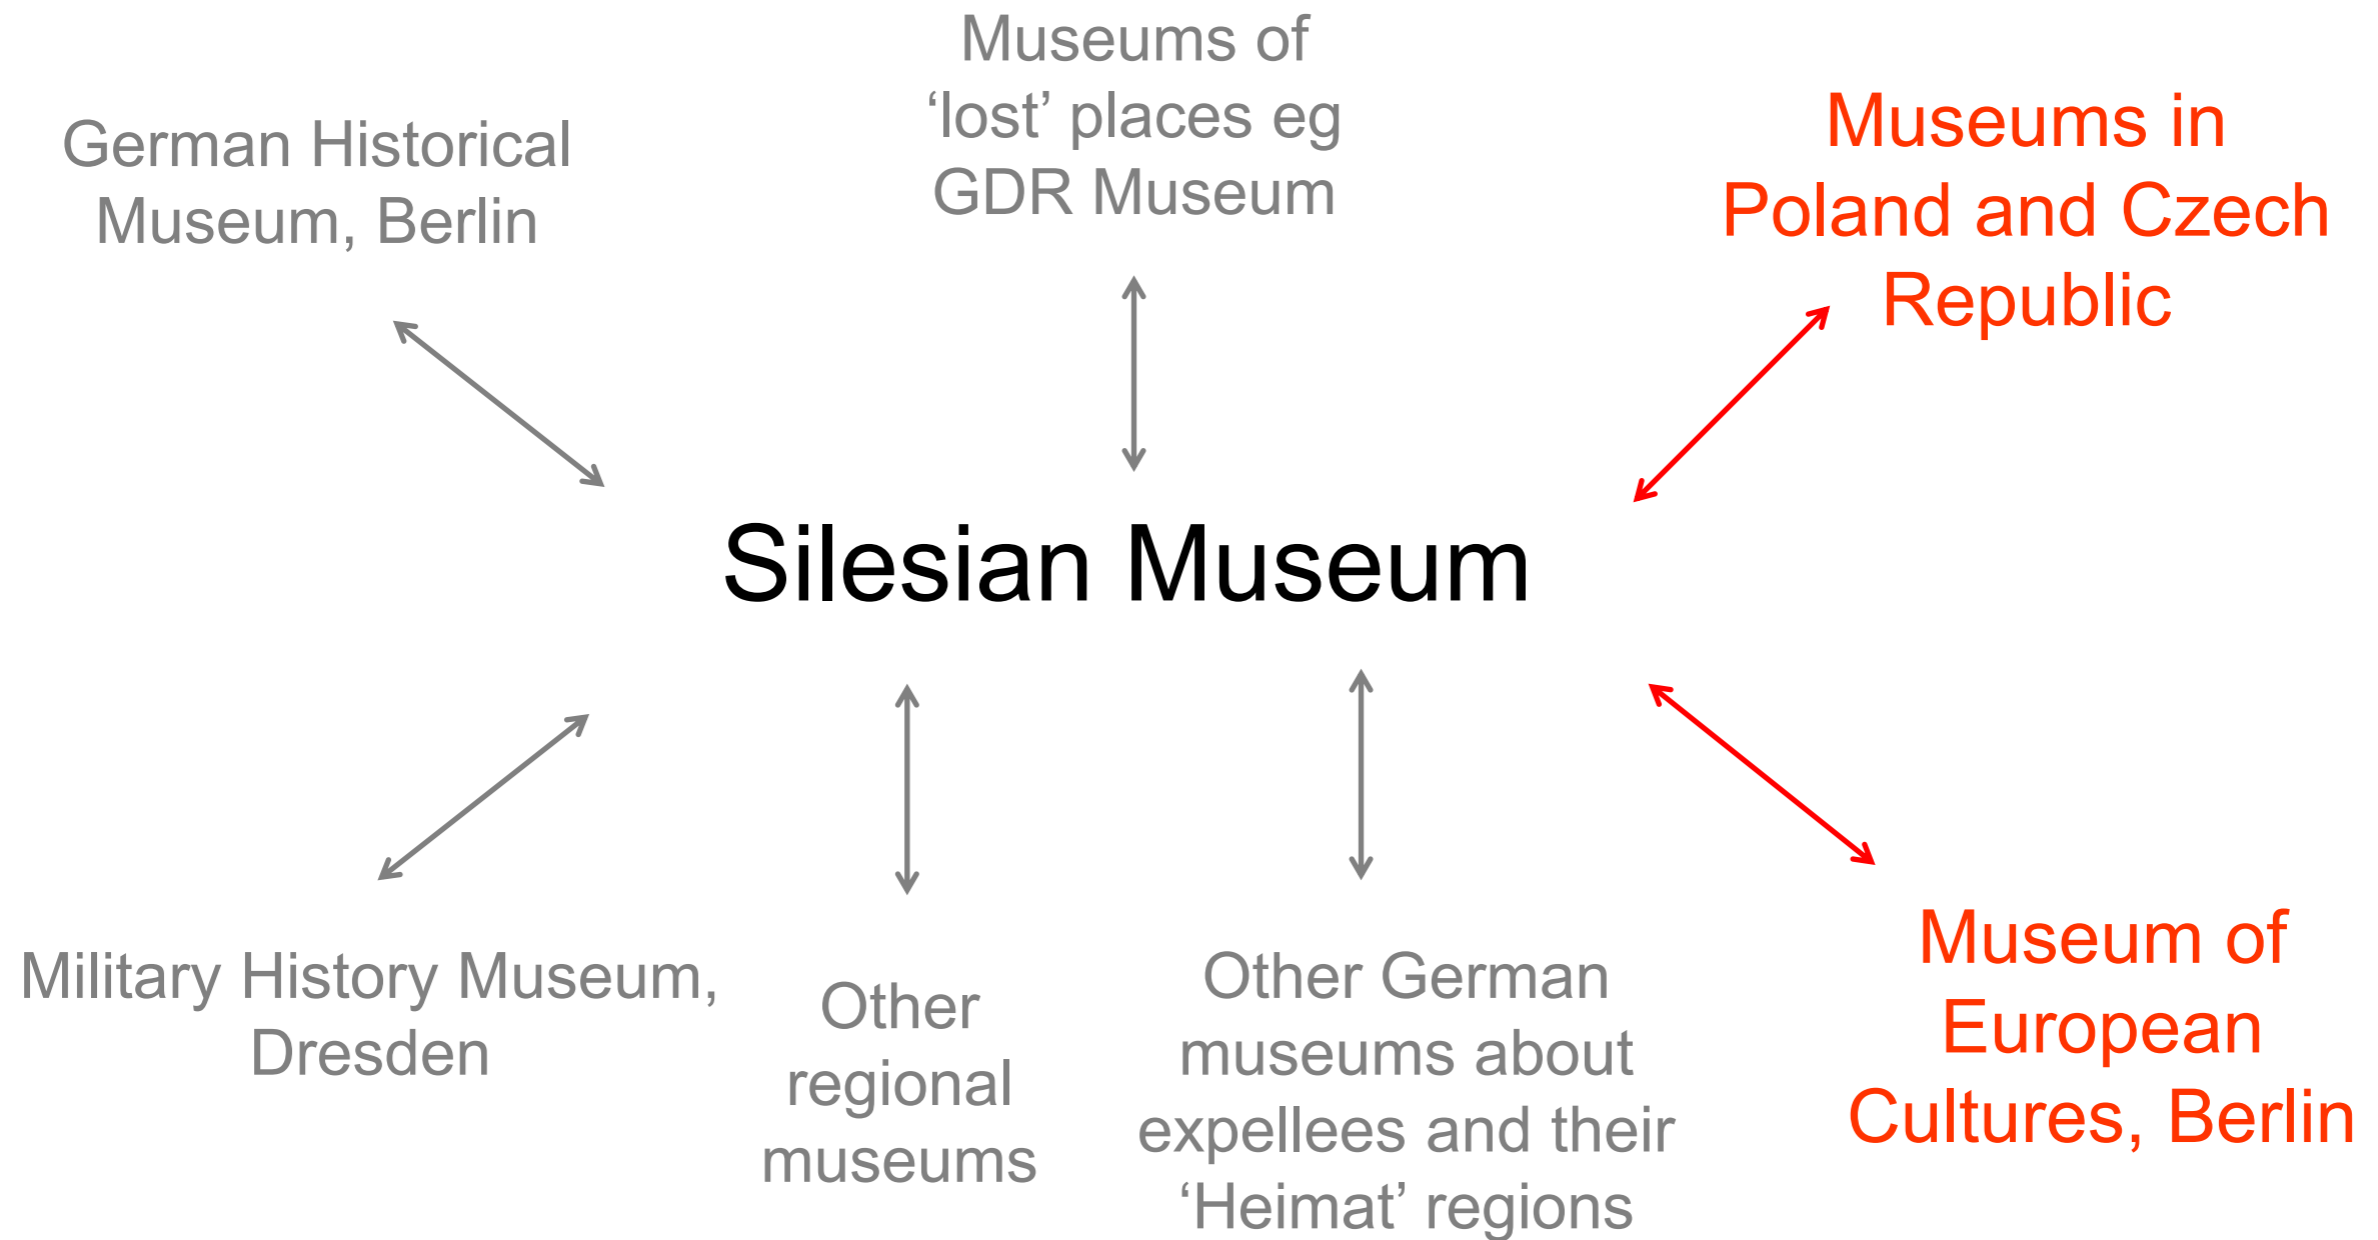 Museums of
‘lost’ places eg
GDR Museum
German Historical
Museum, Berlin
Museums in
Poland and Czech
Republic
Silesian Museum
Military History Museum,
Dresden
Other
regional
museums
Other German
museums about
expellees and their
‘Heimat’ regions
Museum of
European
Cultures, Berlin